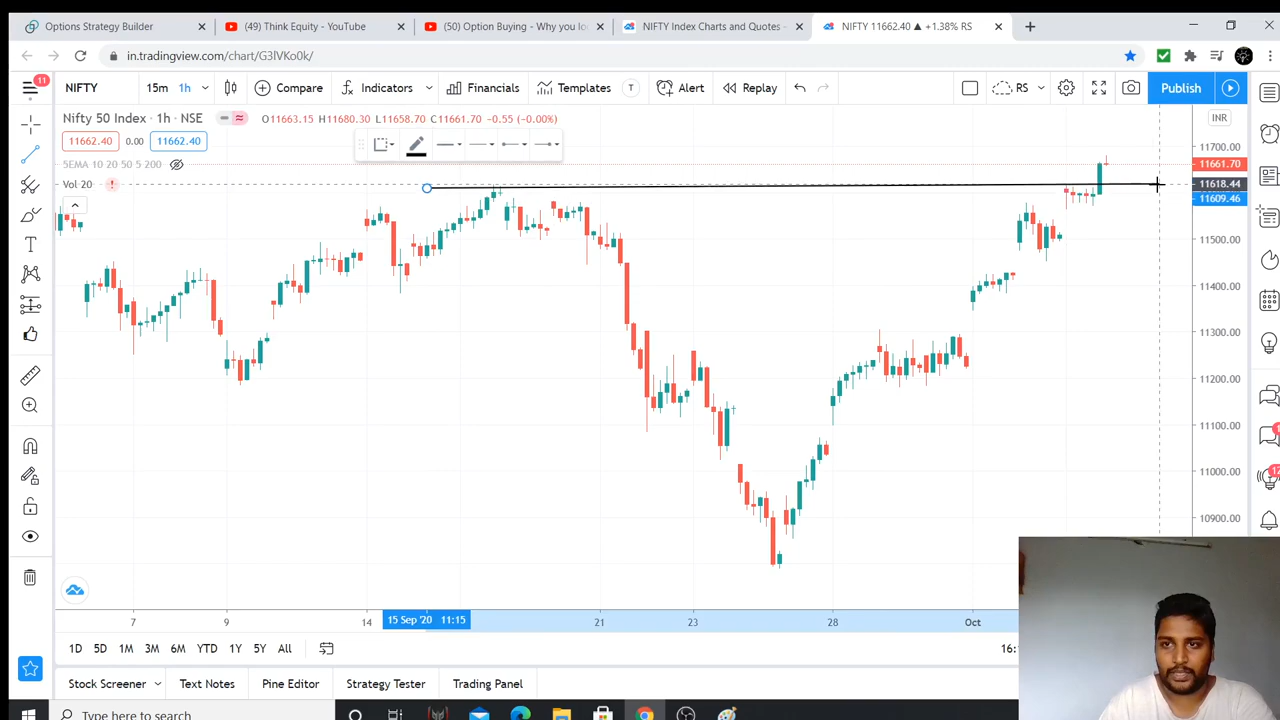 Options Strategy Builder
(49) Think Equity - YouTube
(50) Option Buying - Why you lo
NIFTY Index Charts and Quotes -
NIFTY 11662.40 ▲ +1.38% RS
in.tradingview.com/chart/G3lVKo0k/
11
NIFTY
15m
1h
Compare
Indicators
Financials
Templates
T
Alert
Replay
RS
Publish
Nifty 50 Index · 1h · NSE
O11663.15 H11680.30 L11658.70 C11661.70 -0.55 (-0.00%)
INR
11662.40
0.00
11662.40
5EMA 10 20 50 5 200
Vol 20
11700.00
11661.70
11618.44
11609.46
11500.00
11400.00
11300.00
11200.00
11100.00
11000.00
10900.00
7
9
14
15 Sep '20 11:15
21
23
28
Oct
1D
5D
1M
3M
6M
YTD
1Y
5Y
All
16:
Stock Screener
Text Notes
Pine Editor
Strategy Tester
Trading Panel
Type here to search